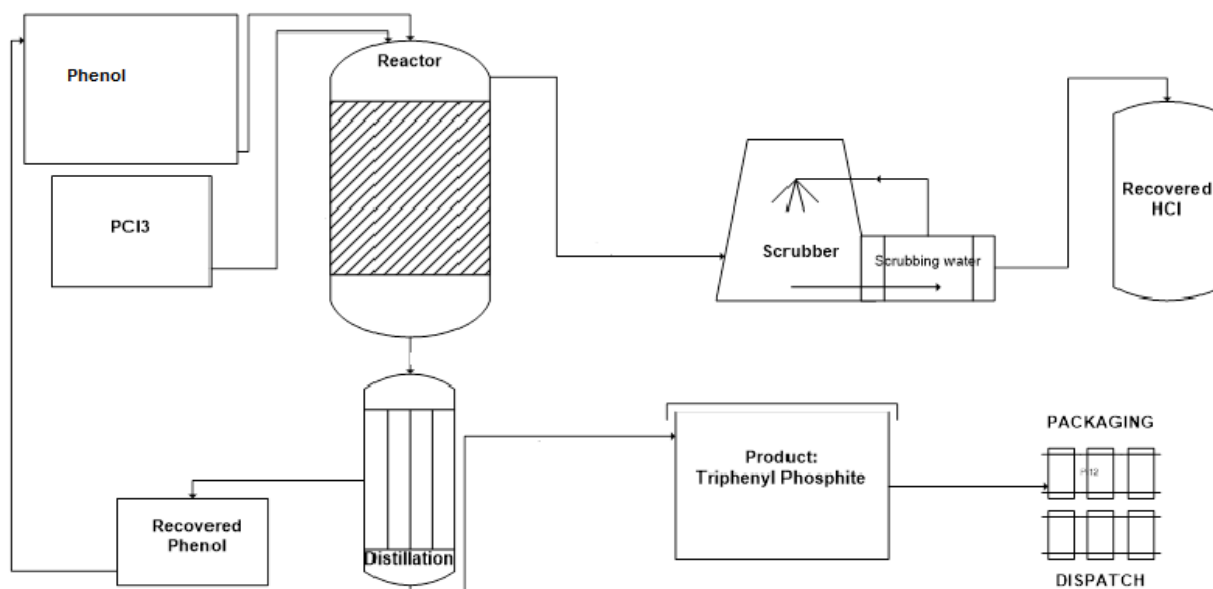 Phenol
Reactor
PCl3
Recovered
HCl
Scrubber
Scrubbing water
PACKAGING
Product:
Triphenyl Phosphite
Recovered
Phenol
Distillation
DISPATCH